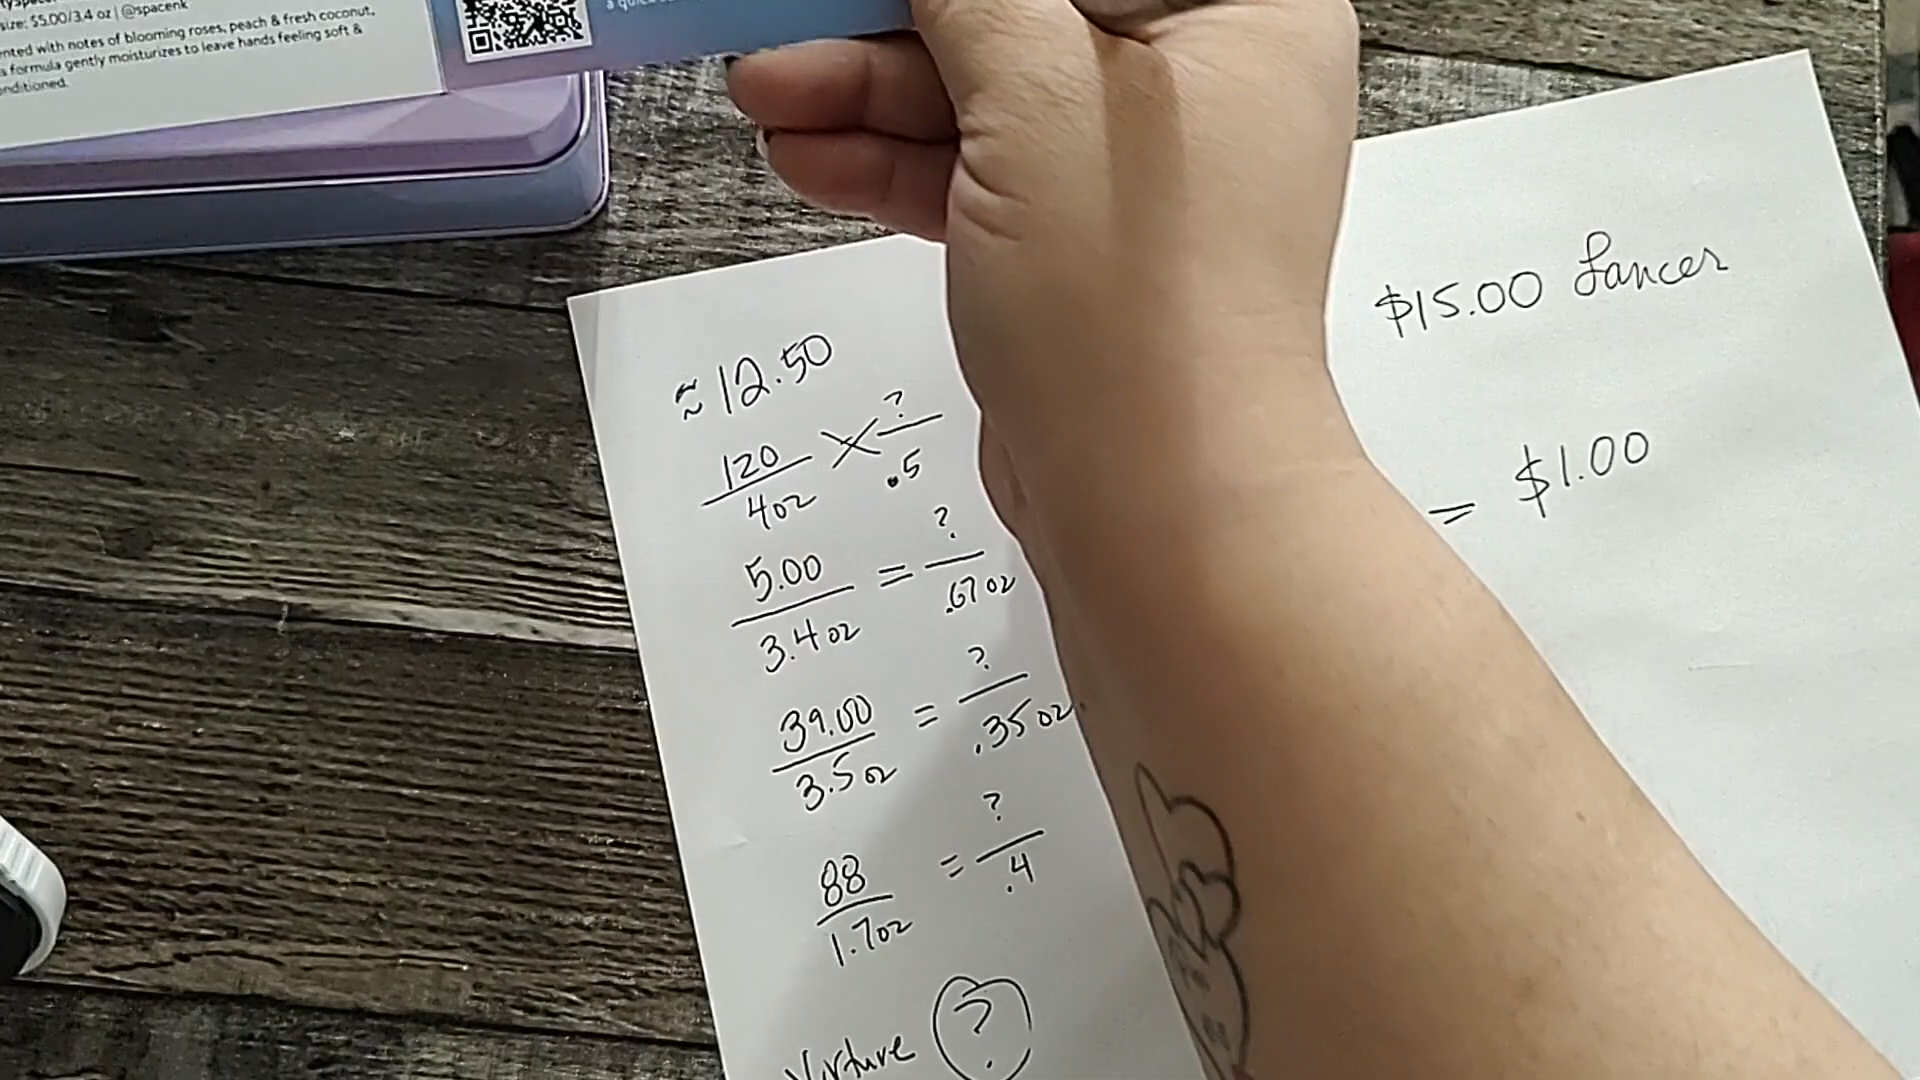 size: $5.00/3.4 oz | @spacenk
nted with notes of blooming roses, peach & fresh coconut,
s formula gently moisturizes to leave hands feeling soft &
nditioned.
a quick
≈ 12.50
120/4oz × ?/.5
5.00/3.4oz = ?/.67oz
39.00/3.5oz = ?/.35oz.
88/1.7oz = ?/.4
?
$15.00 Lancer
= $1.00